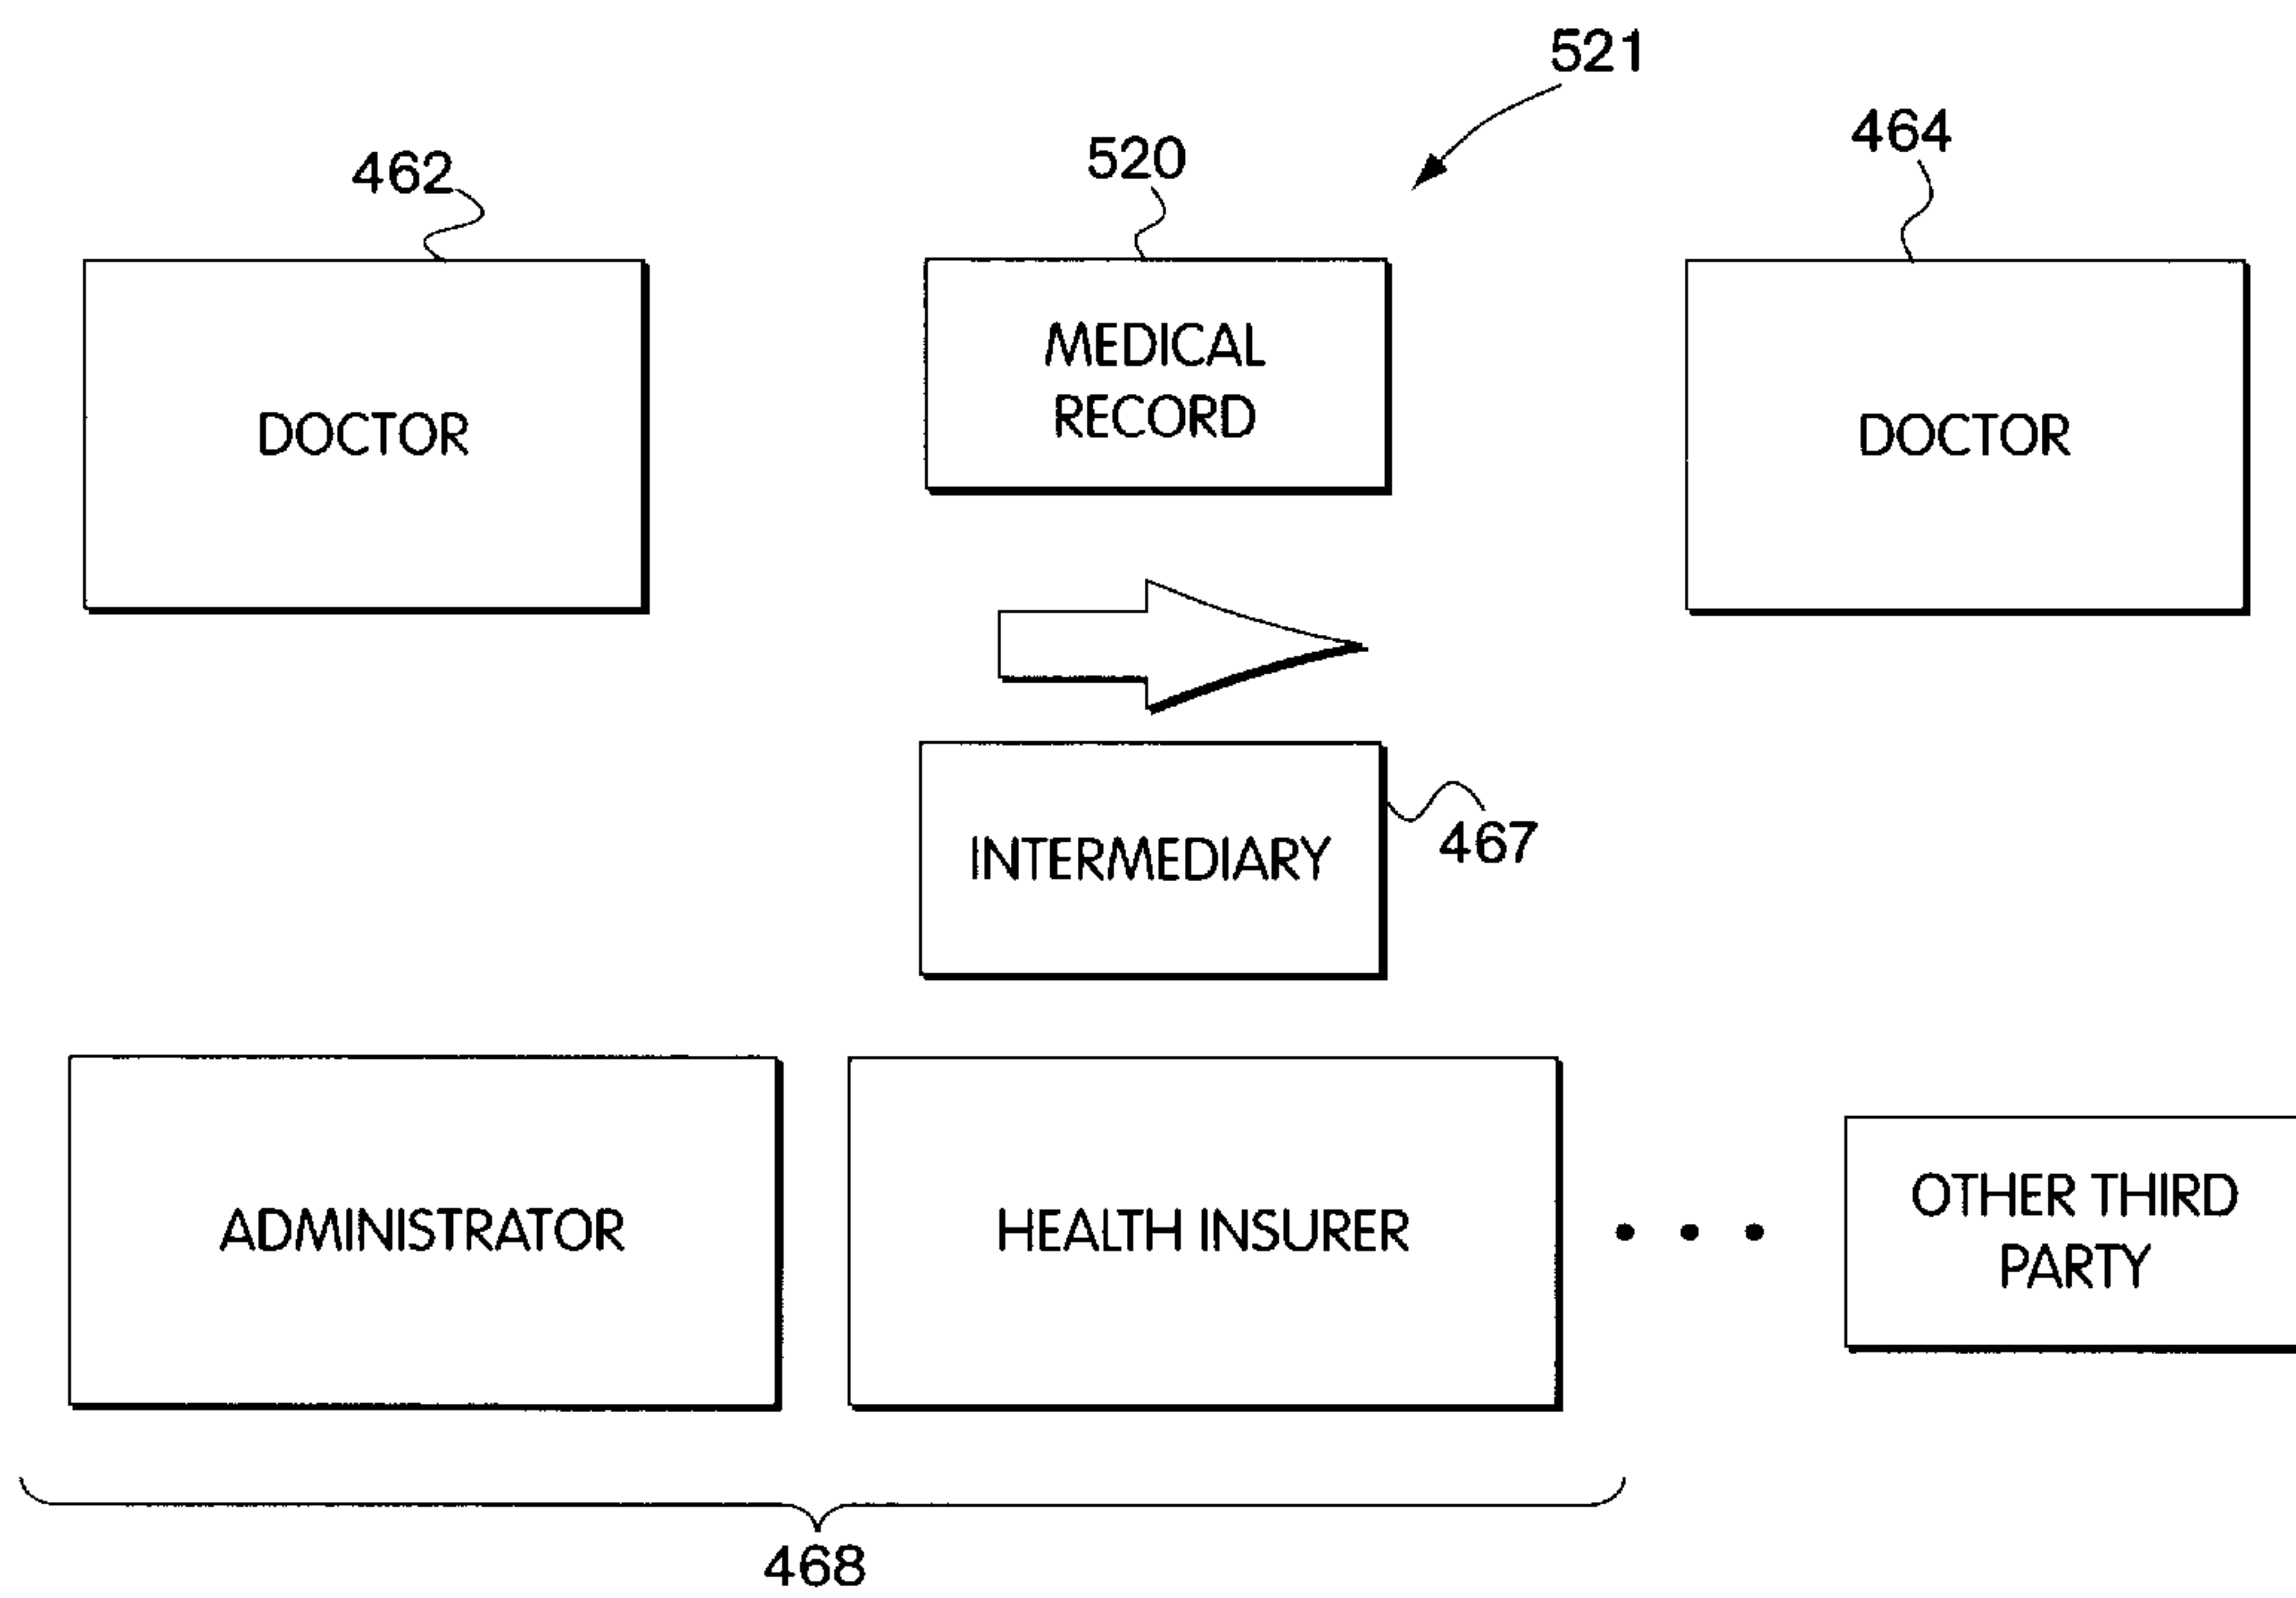 521
462
520
464
DOCTOR
MEDICAL
RECORD
DOCTOR
INTERMEDIARY
467
ADMINISTRATOR
HEALTH INSURER
OTHER THIRD
PARTY
468